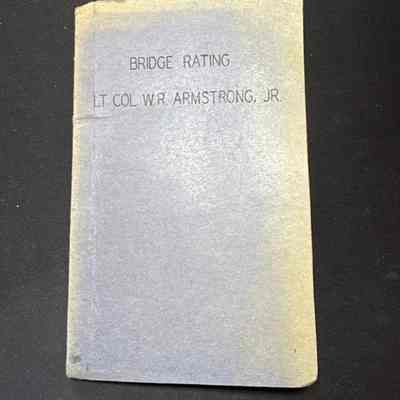 BRIDGE RATING
LT COL W.R. ARMSTRONG, JR.